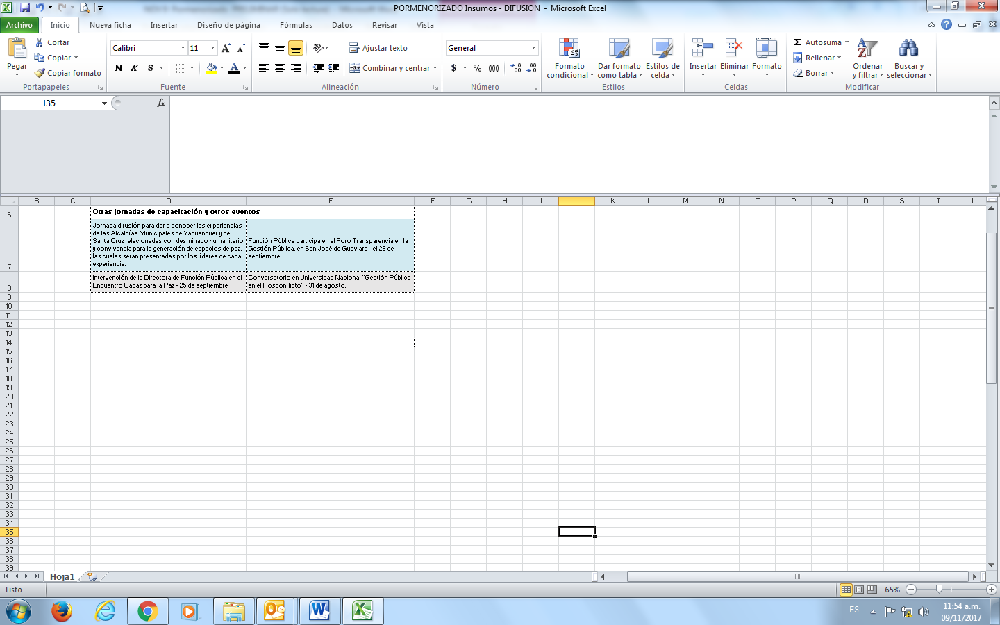 PORMENORIZADO Insumos - DIFUSION - Microsoft Excel
Archivo Inicio Nueva ficha Insertar Diseño de página Fórmulas Datos Revisar Vista
Pegar
Cortar
Copiar
Copiar formato
Portapapeles
Calibri 11
N K S
Fuente
Ajustar texto
Combinar y centrar
Alineación
General
$ % 000
Número
Formato condicional
Dar formato como tabla
Estilos de celda
Estilos
Insertar Eliminar Formato
Celdas
Autosuma
Rellenar
Borrar
Ordenar y filtrar
Buscar y seleccionar
Modificar
J35 fx
B C D E F G H I J K L M N O P Q R S T U
6 Otras jornadas de capacitación y otros eventos
Jornada difusión para dar a conocer las experiencias
de las Alcaldías Municipales de Yacuanquer y de
Santa Cruz relacionadas con desminado humanitario
y convivencia para la generación de espacios de paz,
las cuales serán presentadas por los líderes de cada
experiencia.
Función Pública participa en el Foro Transparencia en la
Gestión Pública, en San José de Guaviare - el 26 de
septiembre
7
Intervención de la Directora de Función Pública en el
Encuentro Capaz para la Paz - 25 de septiembre
Conversatorio en Universidad Nacional "Gestión Pública
en el Posconflicto" - 31 de agosto.
8
9
10
11
12
13
14
15
16
17
18
19
20
21
22
23
24
25
26
27
28
29
30
31
32
33
34
35
36
37
38
39
Hoja1
Listo
65%
ES
11:54 a.m.
09/11/2017